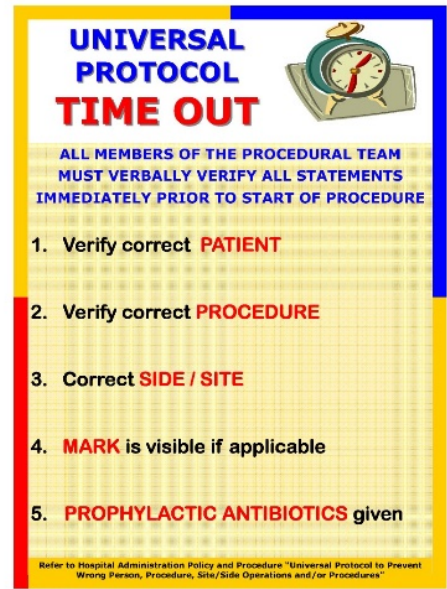 UNIVERSAL
PROTOCOL
TIME OUT
ALL MEMBERS OF THE PROCEDURAL TEAM
MUST VERBALLY VERIFY ALL STATEMENTS
IMMEDIATELY PRIOR TO START OF PROCEDURE
1. Verify correct PATIENT
2. Verify correct PROCEDURE
3. Correct SIDE / SITE
4. MARK is visible if applicable
5. PROPHYLACTIC ANTIBIOTICS given
Refer to Hospital Administration Policy and Procedure "Universal Protocol to Prevent
Wrong Person, Procedure, Site/Side Operations and/or Procedures"